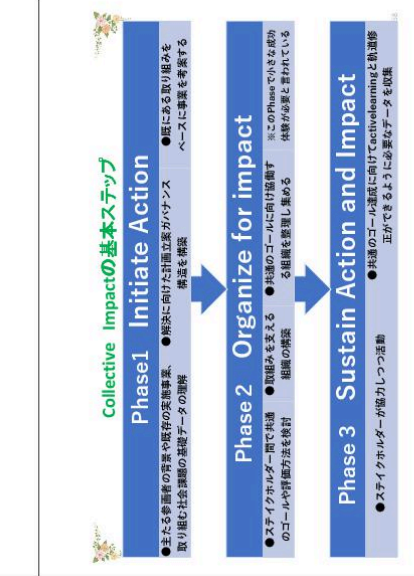 Collective Impactの基本ステップ
Phase1 Initiate Action
●主たる参画者の背景や既存の実施事業、
取り組む社会課題の基礎データの理解
●解決に向けた計画立案ガバナンス
構造を構築
●既にある取り組みを
ベースに事業を考案する
Phase 2 Organize for impact
●ステイクホルダー間で共通
のゴールや評価方法を検討
●取組みを支える
組織の構築
●共通のゴールに向け協働す
る組織を整理し集める
※このPhaseで小さな成功
体験が必要と言われている
Phase 3 Sustain Action and Impact
●ステイクホルダーが協力しつつ活動
●共通のゴール達成に向けてactivelearningと軌道修
正ができるように必要なデータを収集